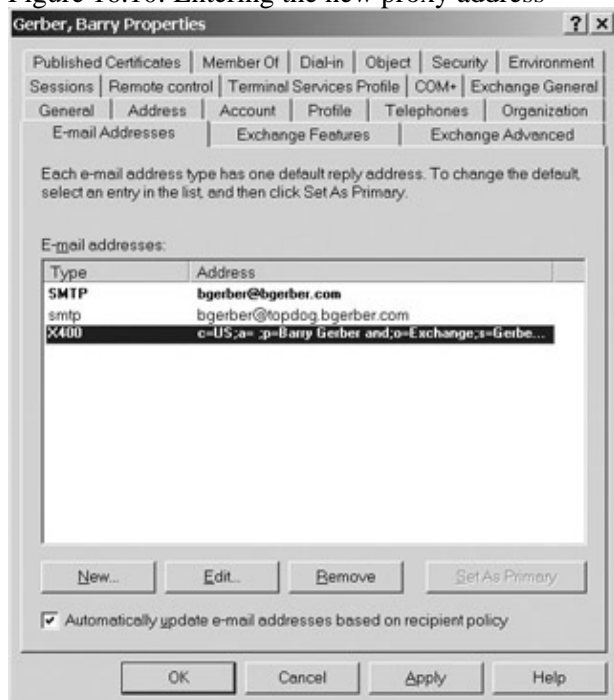 Figure 16.10: Entering the new proxy address
Gerber, Barry Properties
Published Certificates Member Of Dial-in Object Security Environment
Sessions Remote control Terminal Services Profile COM+ Exchange General
General Address Account Profile Telephones Organization
E-mail Addresses Exchange Features Exchange Advanced
Each e-mail address type has one default reply address. To change the default,
select an entry in the list, and then click Set As Primary.
E-mail addresses:
Type Address
SMTP bgerber@bgerber.com
smtp bgerber@topdog.bgerber.com
X400 c=US;a= ;p=Barry Gerber and;o=Exchange;s=Gerbe...
New... Edit... Remove Set As Primary
Automatically update e-mail addresses based on recipient policy
OK Cancel Apply Help